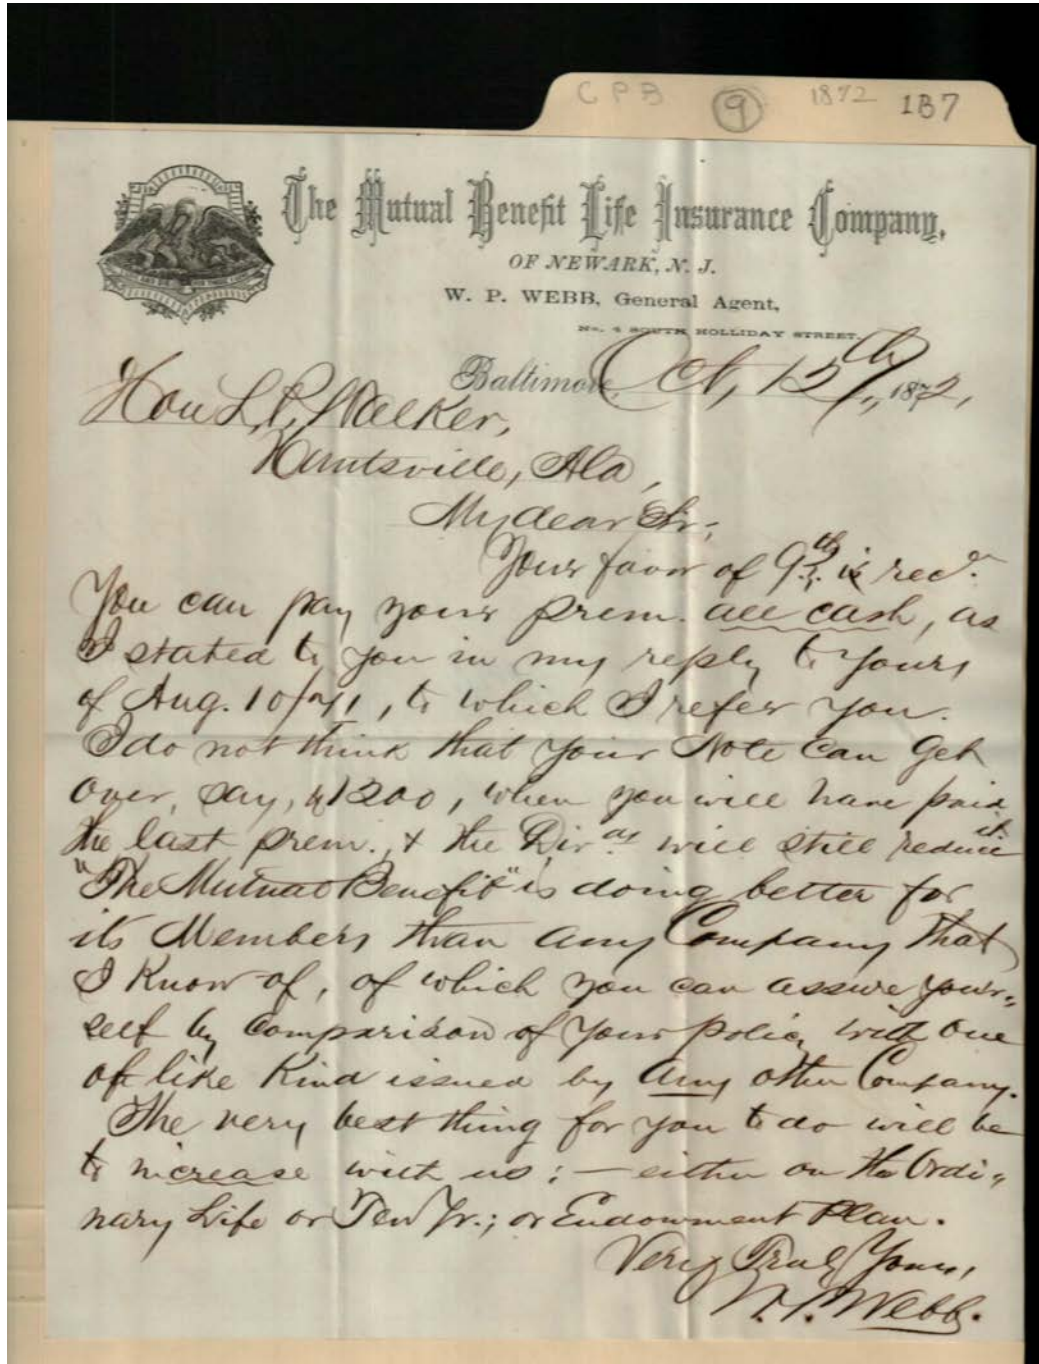 CPB 9 1872 187
The Mutual Benefit Life Insurance Company,
OF NEWARK, N. J.
W. P. WEBB, General Agent,
No. 4 SOUTH HOLLIDAY STREET.
Baltimore, Oct, 12th, 1872,
Hon L. P. Walker,
Huntsville, Ala,
My dear Sir;
Your favor of 9th is recd.
You can pay your prem. all cash, as
I stated to you in my reply to yours
of Aug. 10/71, to which I refer you.
I do not think that your Note can get
over, say, $1200, when you will have paid
the last prem., & the Divds will still reduce it.
"The Mutual Benefit" is doing better for
its Members than any Company that
I know of, of which you can assure your=
self by comparison of your policy with one
of like kind issued by any other Company.
The very best thing for you to do will be
to increase with us; — either on the Ordi=
nary Life or Ten Yr.; or Endowment Plan.
Very Truly Yours,
W. P. Webb.